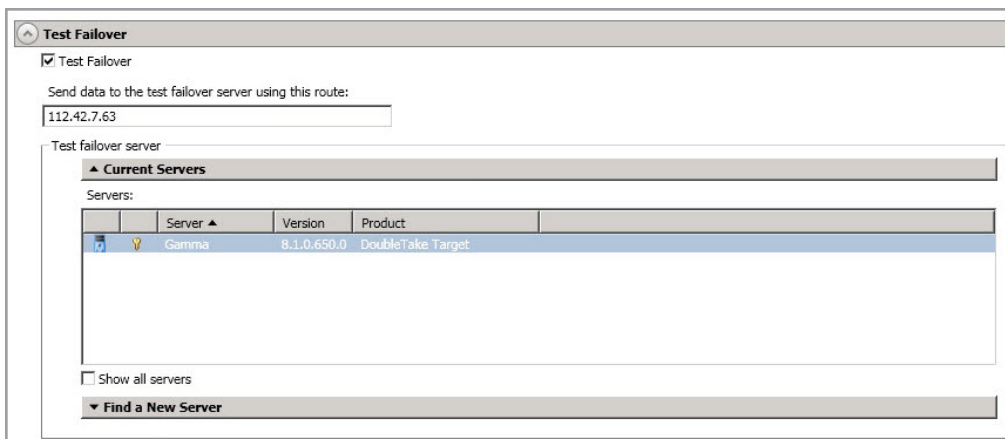 Test Failover
Test Failover
Send data to the test failover server using this route:
112.42.7.63
Test failover server
▲ Current Servers
Servers:
Server ▲ Version Product
Gamma 8.1.0.650.0 DoubleTake Target
Show all servers
▼ Find a New Server